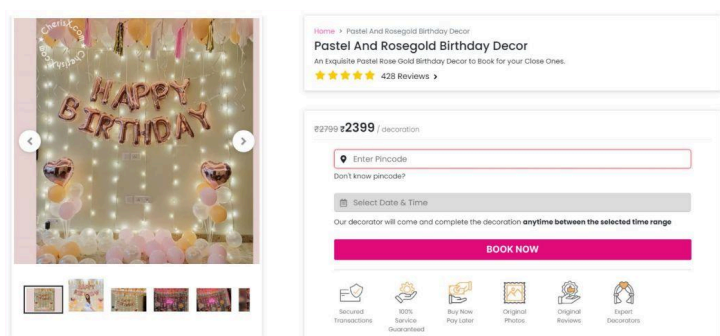 CherisX.com
HAPPY
BIRTHDAY
Home > Pastel And Rosegold Birthday Decor
Pastel And Rosegold Birthday Decor
An Exquisite Pastel Rose Gold Birthday Decor to Book for your Close Ones.
428 Reviews >
₹2799 ₹2399 / decoration
Enter Pincode
Don't know pincode?
Select Date & Time
Our decorator will come and complete the decoration anytime between the selected time range
BOOK NOW
Secured Transactions
100% Service Guaranteed
Buy Now Pay Later
Original Photos
Original Reviews
Expert Decorators